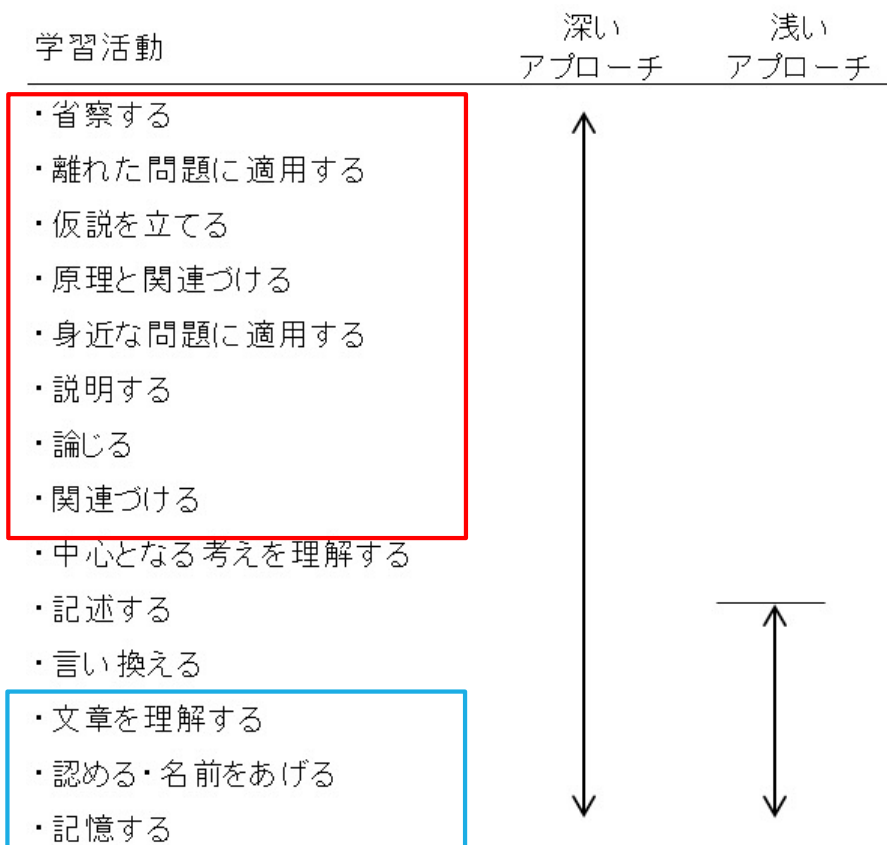 学習活動
深い
アプローチ
浅い
アプローチ
・省察する
・離れた問題に適用する
・仮説を立てる
・原理と関連づける
・身近な問題に適用する
・説明する
・論じる
・関連づける
・中心となる考えを理解する
・記述する
・言い換える
・文章を理解する
・認める・名前をあげる
・記憶する